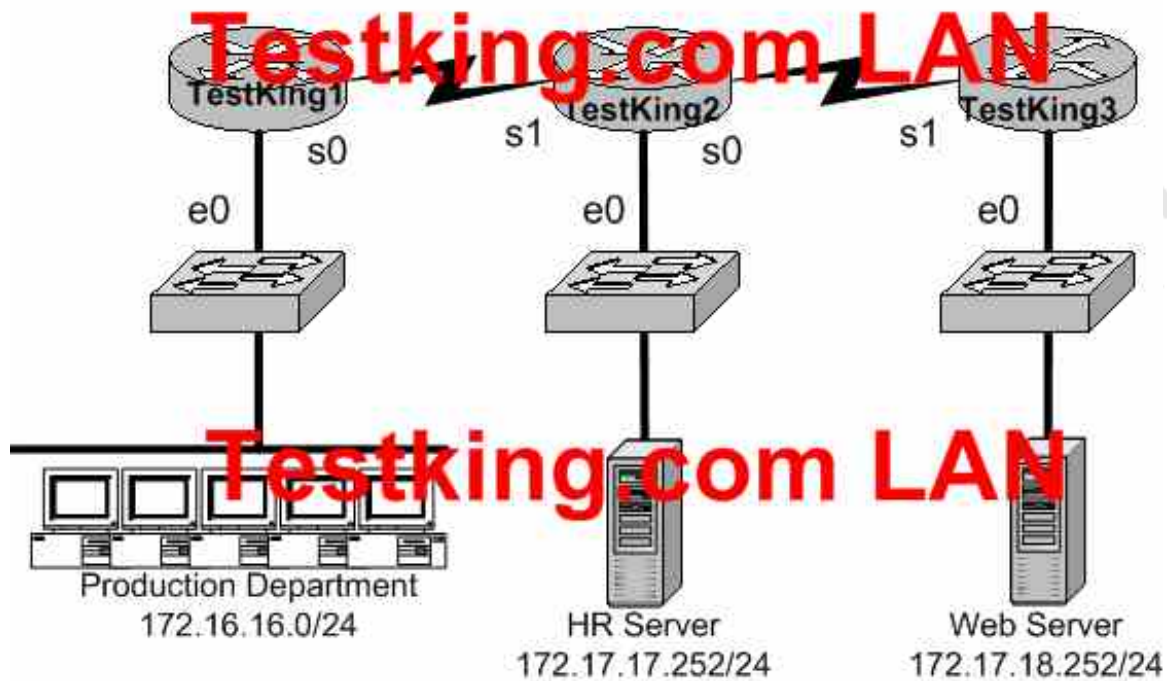 Testking.com LAN
TestKing1
TestKing2
TestKing3
s0
s1
s0
s1
e0
e0
e0
Testking.com LAN
Production Department
172.16.16.0/24
HR Server
172.17.17.252/24
Web Server
172.17.18.252/24